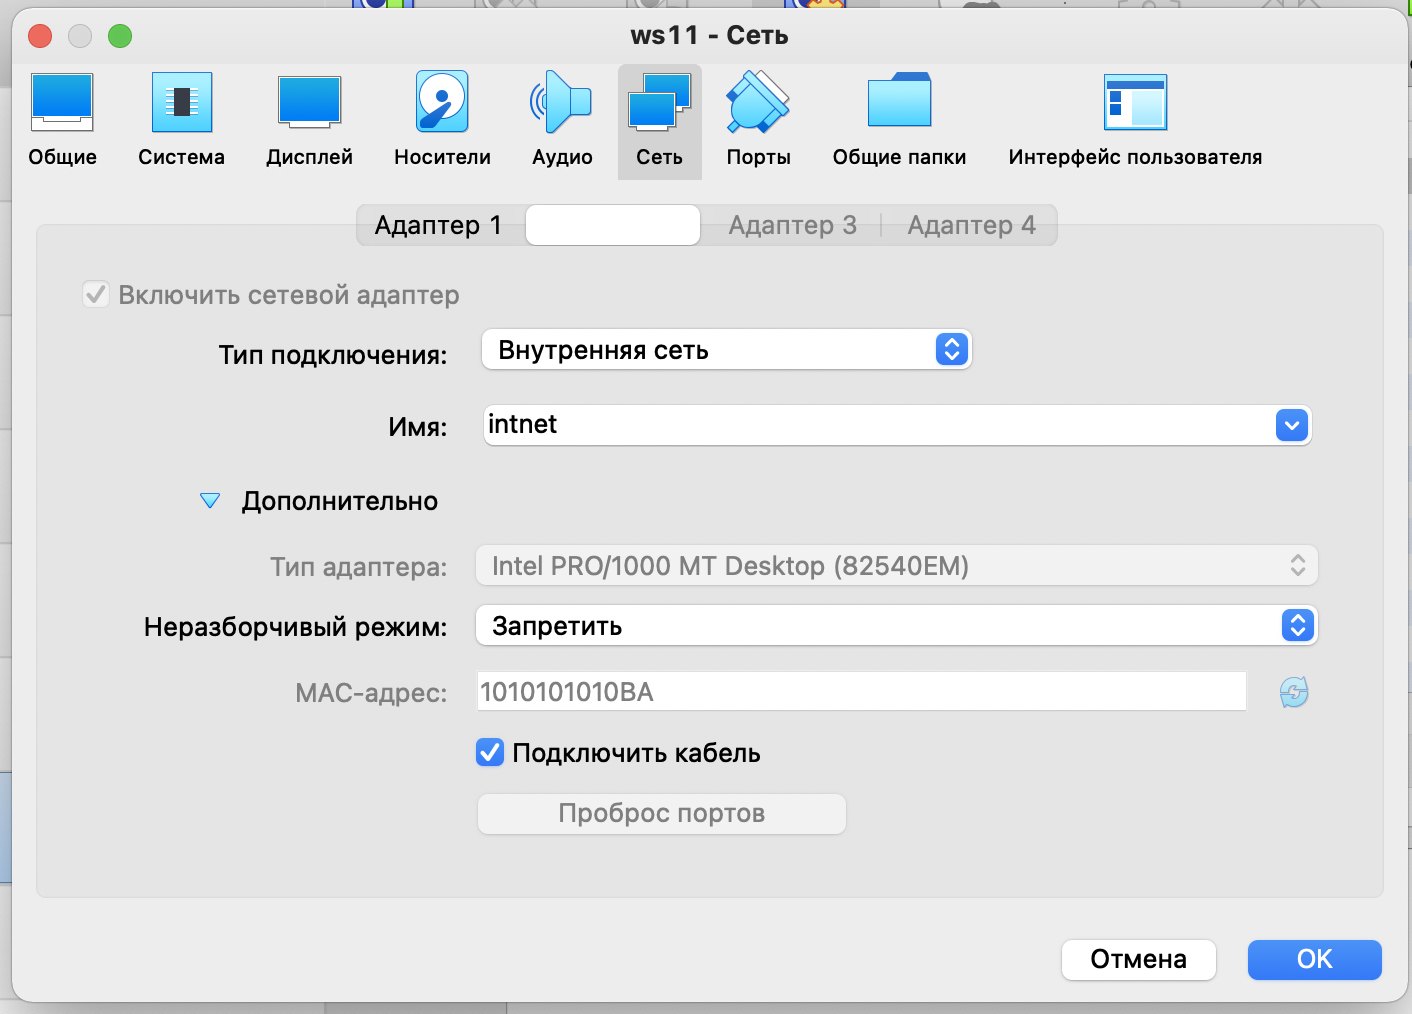 ws11 - Сеть
Общие Система Дисплей Носители Аудио Сеть Порты Общие папки Интерфейс пользователя
Адаптер 1 Адаптер 3 Адаптер 4
Включить сетевой адаптер
Тип подключения: Внутренняя сеть
Имя: intnet
Дополнительно
Тип адаптера: Intel PRO/1000 MT Desktop (82540EM)
Неразборчивый режим: Запретить
MAC-адрес: 1010101010BA
Подключить кабель
Проброс портов
Отмена OK